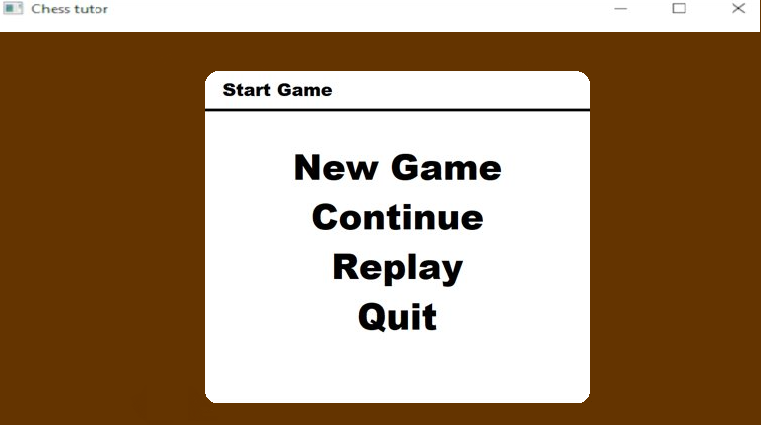 Chess tutor
Start Game
New Game
Continue
Replay
Quit